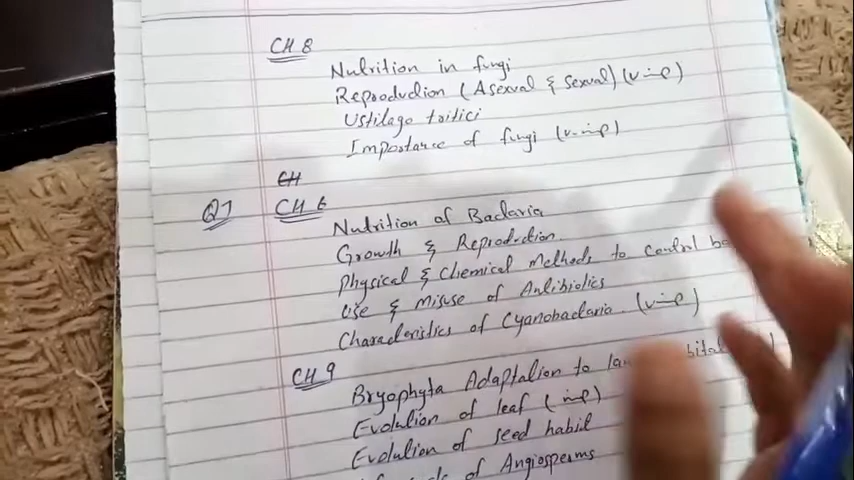 CH 8
Nutrition in fungi
Reproduction (Asexual & sexual) (v.imp)
Ustilago tritici
Importance of fungi (v.imp)
CH
Q7 CH 6
Nutrition of Bacteria
Growth & Reproduction
Physical & Chemical Methods to control
Use & Misuse of Antibiotics
Characteristics of Cyanobacteria. (v.imp)
CH 9
Bryophyta Adaptation to
Evolution of leaf (imp)
Evolution of seed habit
of Angiosperms